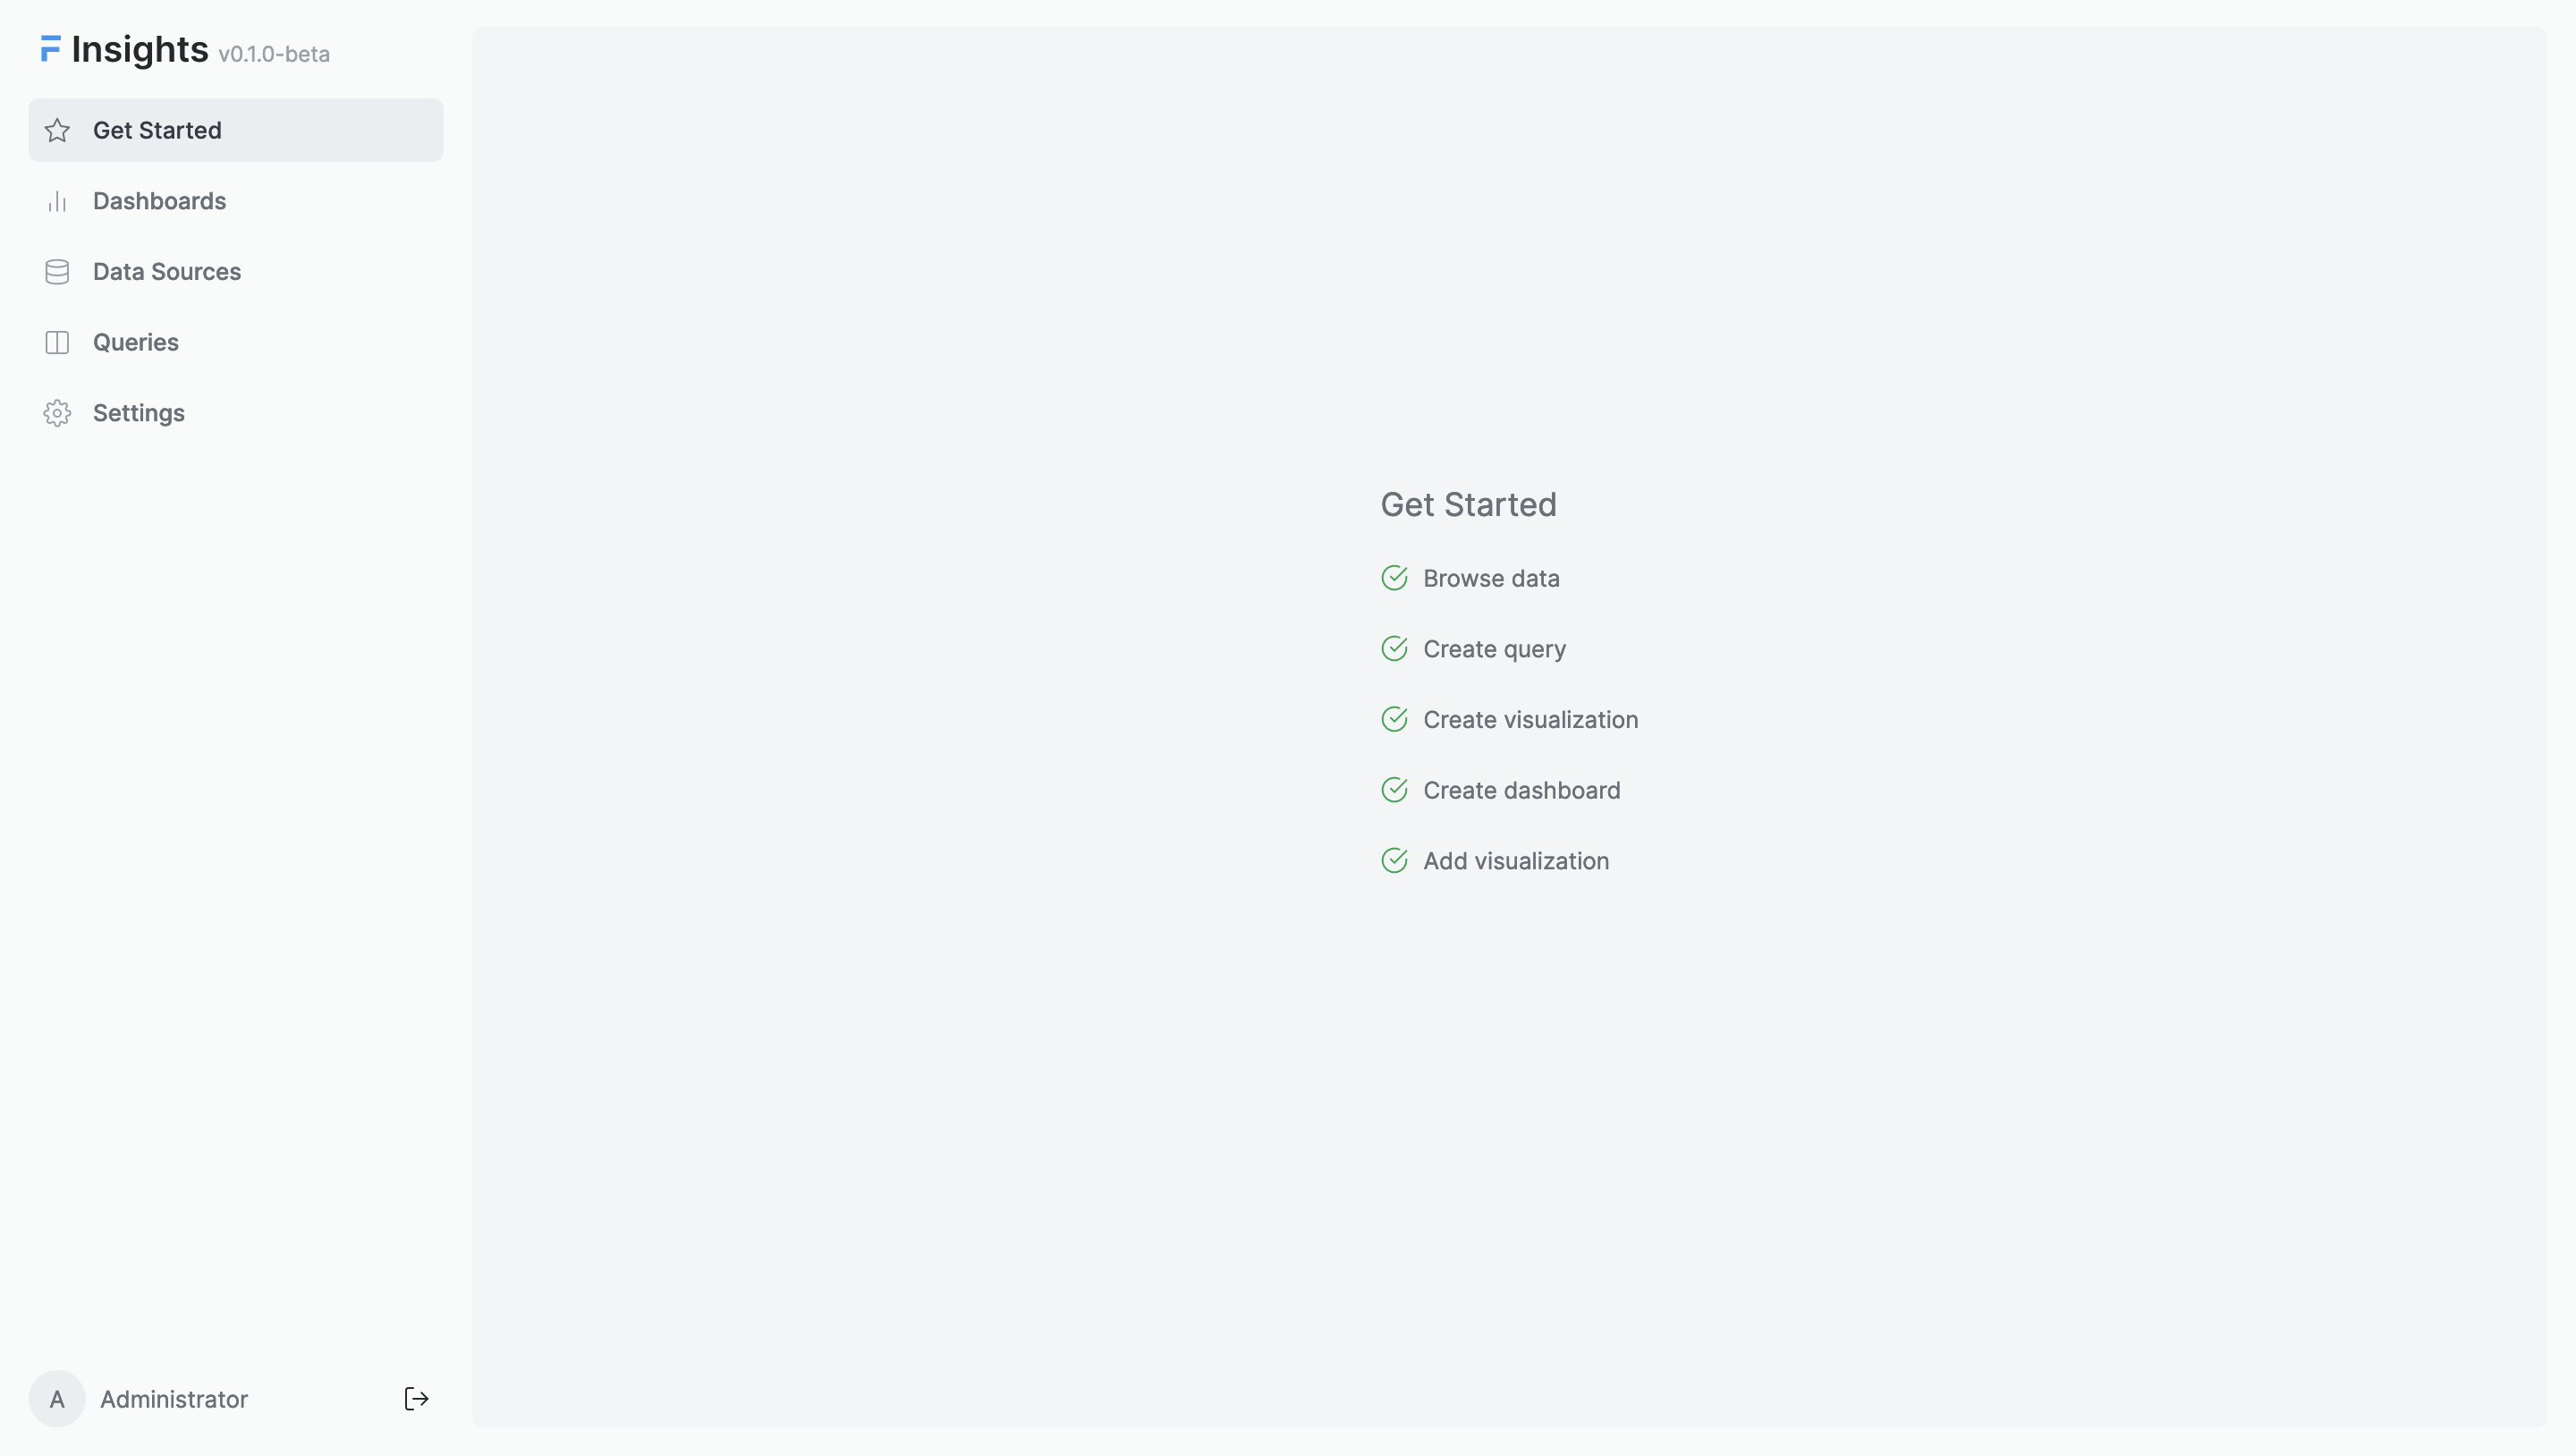 Insights v0.1.0-beta
Get Started
Dashboards
Data Sources
Queries
Settings
Get Started
Browse data
Create query
Create visualization
Create dashboard
Add visualization
A Administrator